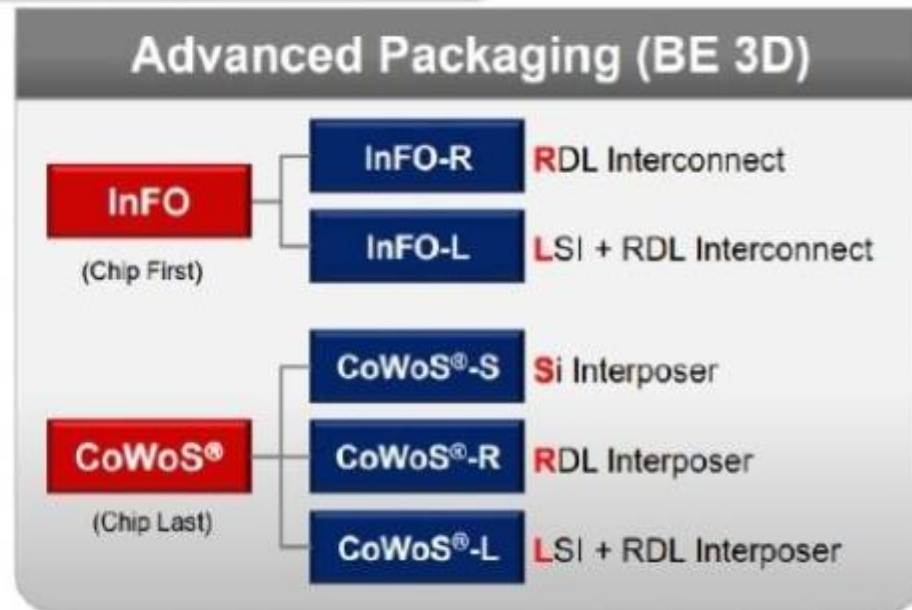 Advanced Packaging (BE 3D)
InFO
(Chip First)
InFO-R RDL Interconnect
InFO-L LSI + RDL Interconnect
CoWoS®
(Chip Last)
CoWoS®-S Si Interposer
CoWoS®-R RDL Interposer
CoWoS®-L LSI + RDL Interposer